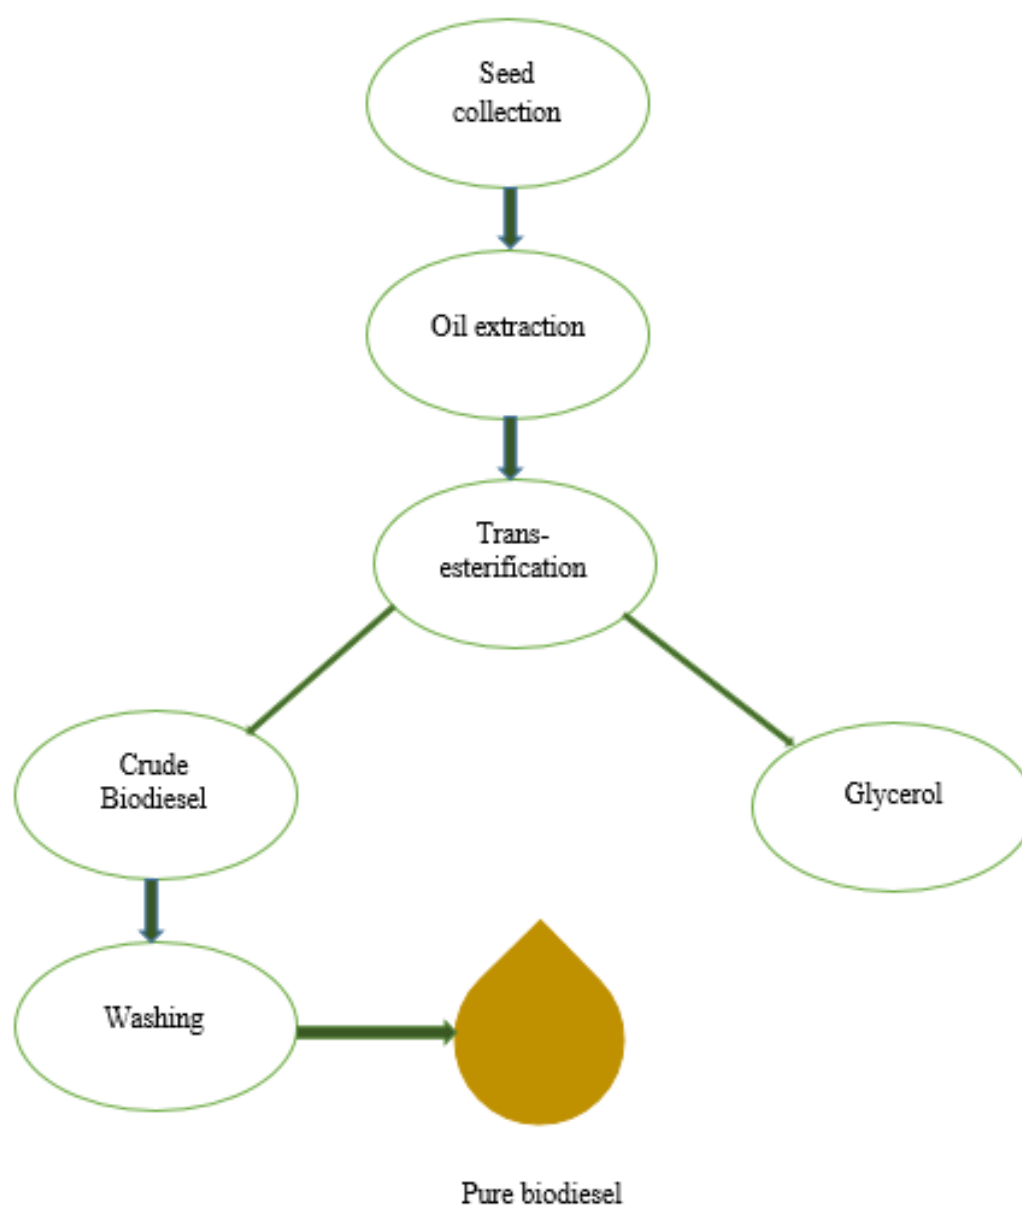 Seed
collection
Oil extraction
Trans-
esterification
Crude
Biodiesel
Glycerol
Washing
Pure biodiesel